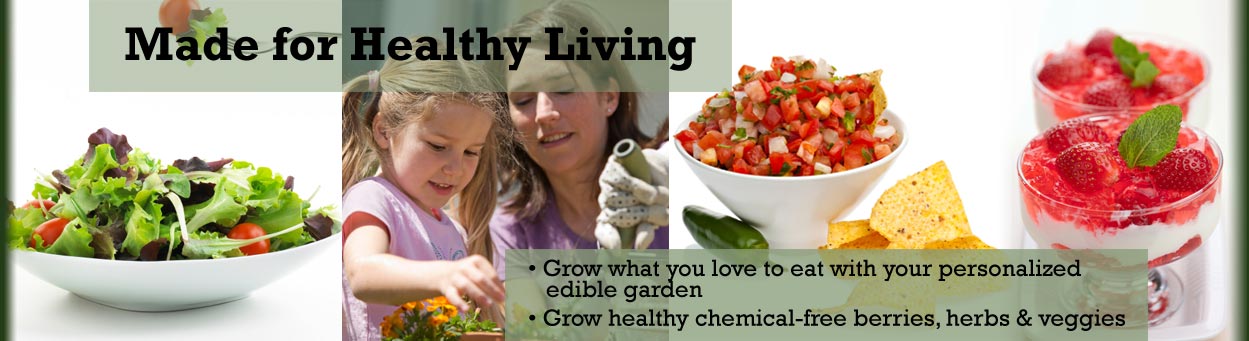 Made for Healthy Living
• Grow what you love to eat with your personalized
edible garden
• Grow healthy chemical-free berries, herbs & veggies